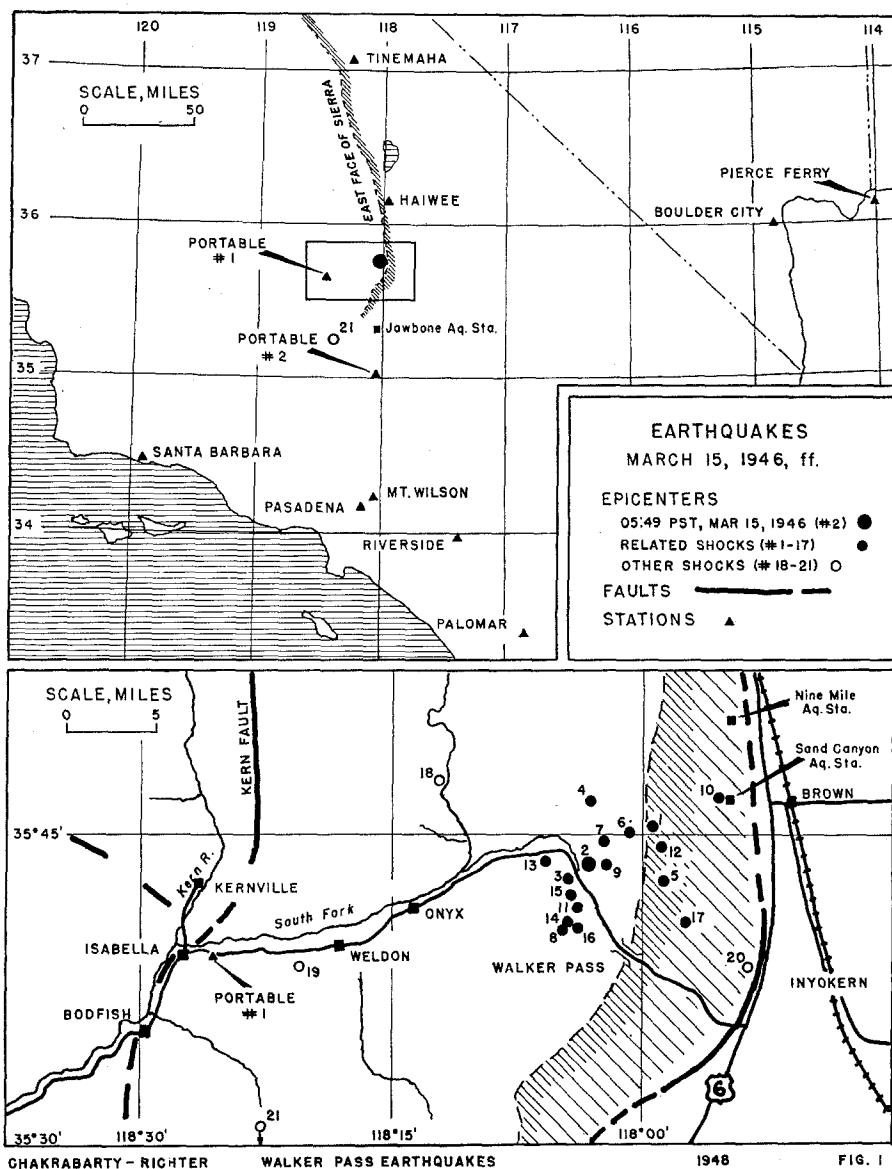 120 119 118 117 116 115 114
37
TINEMAHA
SCALE, MILES
0 50
EAST FACE OF SIERRA
PIERCE FERRY
HAIWEE
BOULDER CITY
36
PORTABLE
#1
21
Jawbone Aq. Sta.
PORTABLE
#2
35
SANTA BARBARA
MT. WILSON
PASADENA
34
RIVERSIDE
PALOMAR
EARTHQUAKES
MARCH 15, 1946, ff.
EPICENTERS
05:49 PST, MAR 15, 1946 (#2)
RELATED SHOCKS (#1-17)
OTHER SHOCKS (#18-21)
FAULTS
STATIONS
SCALE, MILES
0 5
KERN FAULT
Nine Mile
Aq. Sta.
Sand Canyon
Aq. Sta.
18
4
10
BROWN
35°45'
6
7
12
13
2
9
3
5
Kern R.
KERNVILLE
15
11
South Fork
ONYX
14
17
8
16
ISABELLA
WELDON
19
WALKER PASS
20
INYOKERN
PORTABLE
#1
BODFISH
6
21
35°30'
118°30' 118°15' 118°00'
CHAKRABARTY-RICHTER WALKER PASS EARTHQUAKES 1948 FIG. 1